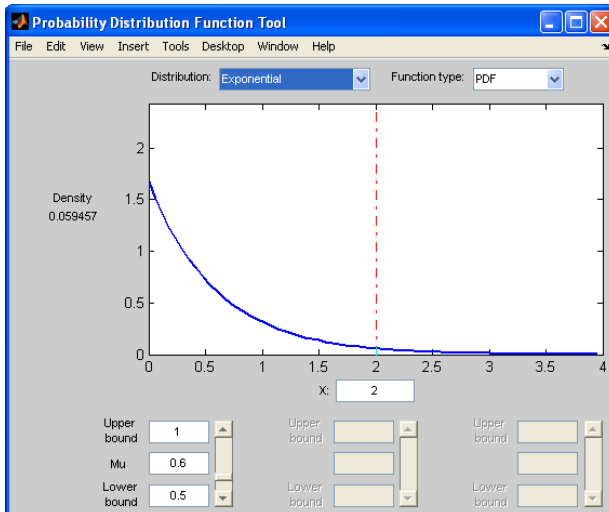 Probability Distribution Function Tool
File Edit View Insert Tools Desktop Window Help
Distribution: Exponential Function type: PDF
2
Density
0.059457
1.5
1
0.5
0
0 0.5 1 1.5 2 2.5 3 3.5 4
X: 2
Upper bound 1 Upper bound Upper bound
Mu 0.6
Lower bound 0.5 Lower bound Lower bound